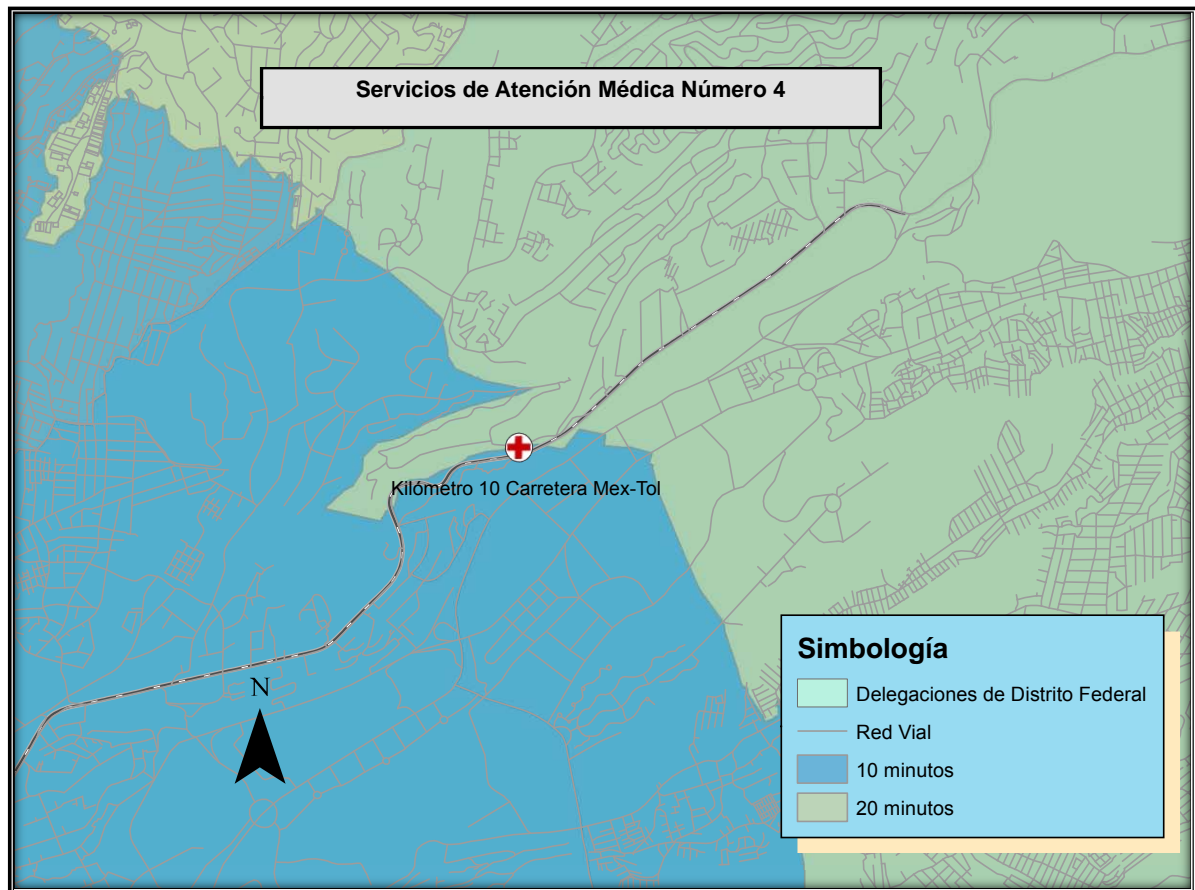 Servicios de Atención Médica Número 4
Kilómetro 10 Carretera Mex-Tol
N
Simbología
Delegaciones de Distrito Federal
Red Vial
10 minutos
20 minutos